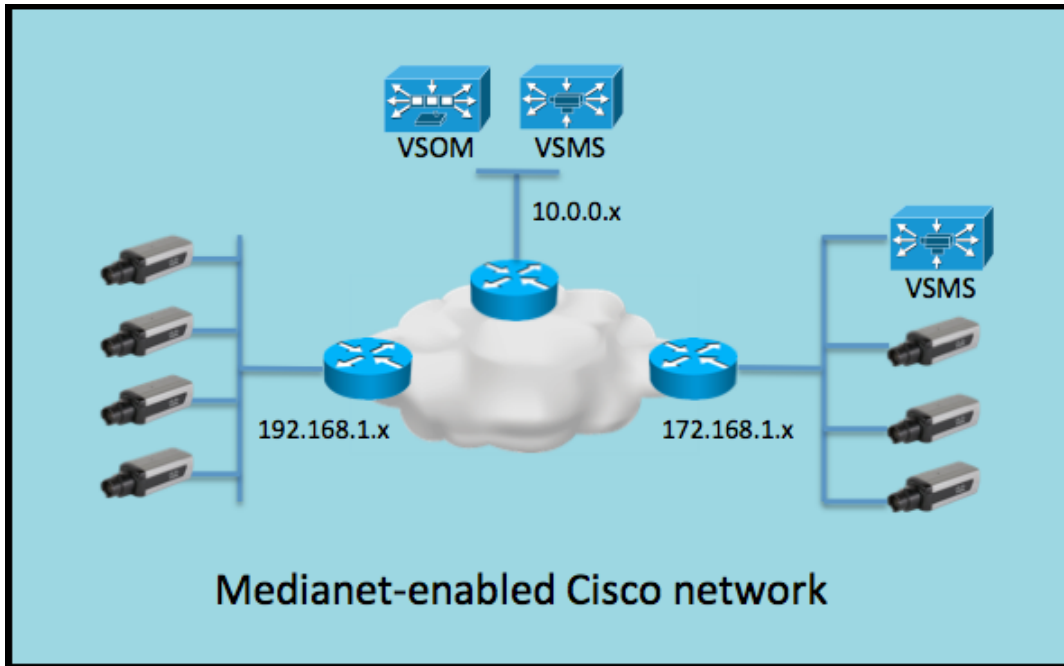 VSOM
VSMS
10.0.0.x
VSMS
192.168.1.x
172.168.1.x
Medianet-enabled Cisco network